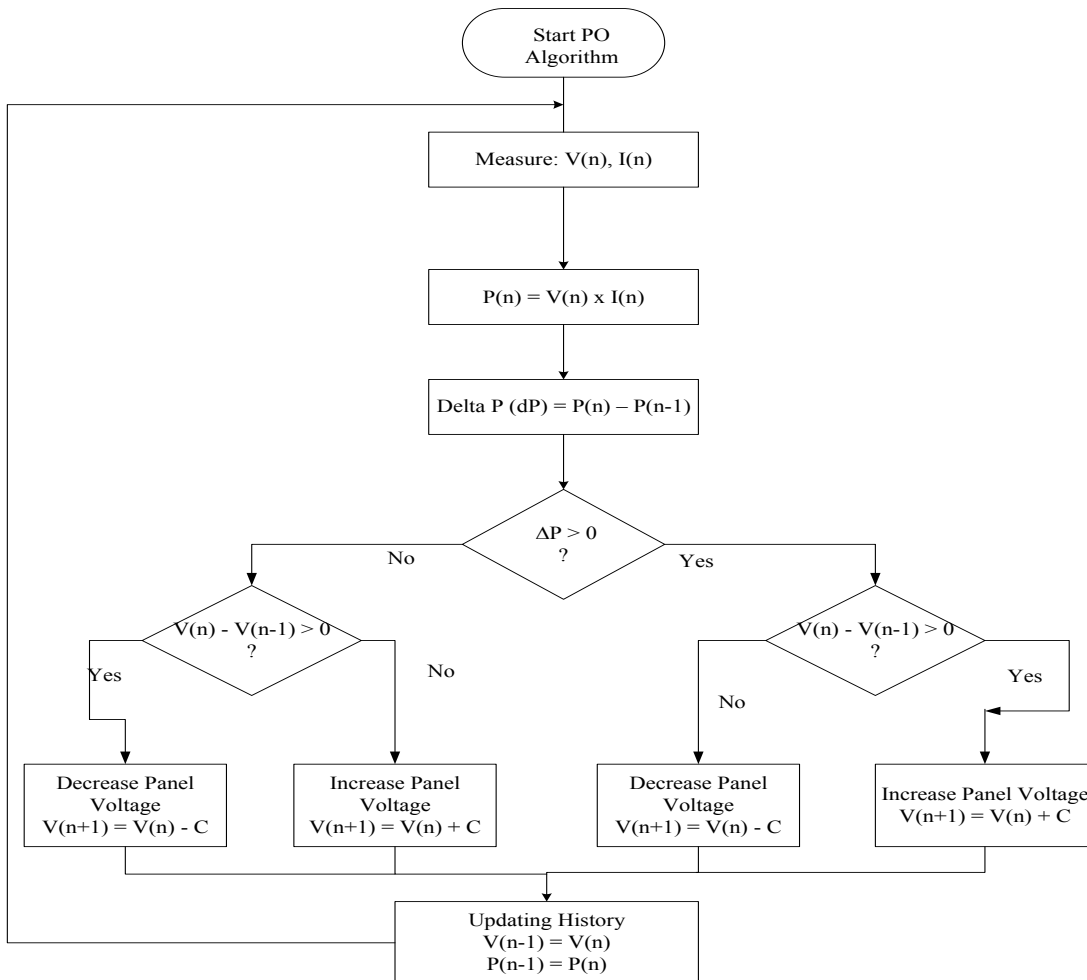 Start PO
Algorithm
Measure: V(n), I(n)
P(n) = V(n) x I(n)
Delta P (dP) = P(n) – P(n-1)
ΔP > 0
?
No
Yes
V(n) - V(n-1) > 0
?
V(n) - V(n-1) > 0
?
Yes
No
No
Yes
Decrease Panel
Voltage
V(n+1) = V(n) - C
Increase Panel
Voltage
V(n+1) = V(n) + C
Decrease Panel
Voltage
V(n+1) = V(n) - C
Increase Panel Voltage
V(n+1) = V(n) + C
Updating History
V(n-1) = V(n)
P(n-1) = P(n)